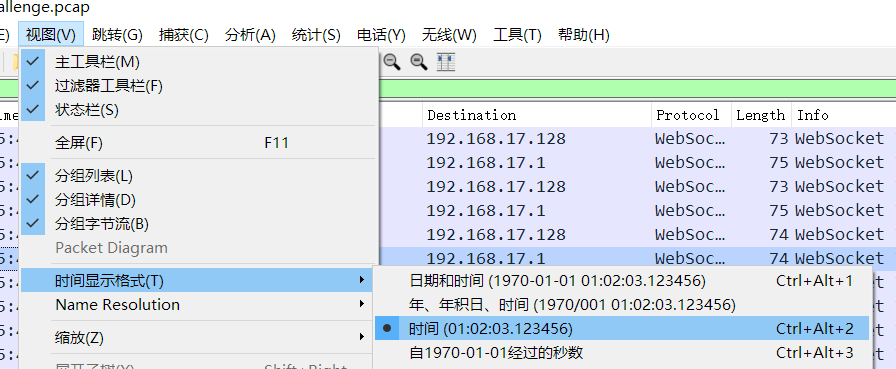 allenge.pcap
视图(V) 跳转(G) 捕获(C) 分析(A) 统计(S) 电话(Y) 无线(W) 工具(T) 帮助(H)
主工具栏(M)
过滤器工具栏(F)
状态栏(S)
全屏(F) F11
分组列表(L)
分组详情(D)
分组字节流(B)
Packet Diagram
时间显示格式(T)
Name Resolution
缩放(Z)
展开子树(X) Shift+Right
Destination Protocol Length Info
192.168.17.128 WebSoc… 73 WebSocket
192.168.17.1 WebSoc… 75 WebSocket
192.168.17.128 WebSoc… 73 WebSocket
192.168.17.1 WebSoc… 75 WebSocket
192.168.17.128 WebSoc… 74 WebSocket
192.168.17.1 WebSoc… 74 WebSocket
日期和时间 (1970-01-01 01:02:03.123456) Ctrl+Alt+1
年、年积日、时间 (1970/001 01:02:03.123456)
时间 (01:02:03.123456) Ctrl+Alt+2
自1970-01-01经过的秒数 Ctrl+Alt+3